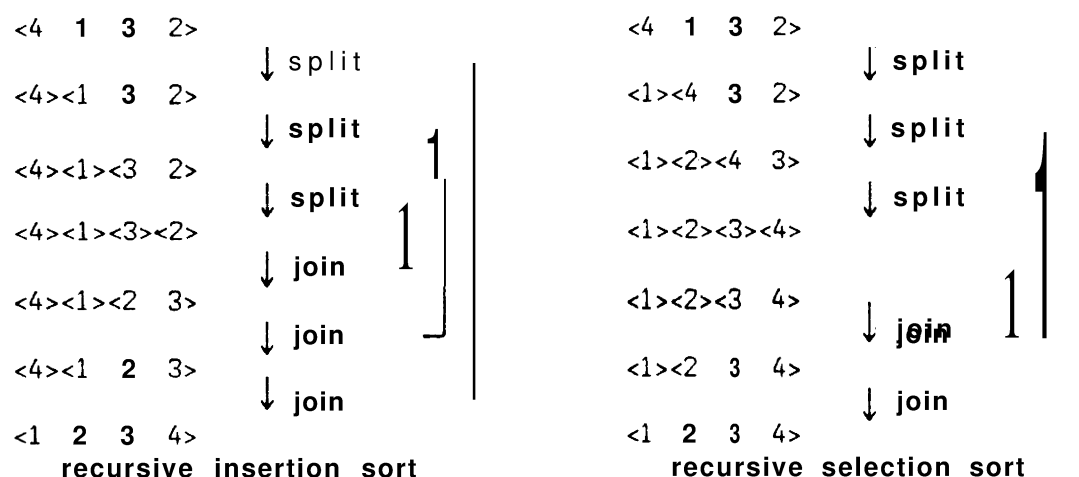 <4 1 3 2>
split
<4><1 3 2>
split
<4><1><3 2>
split
<4><1><3><2>
join
<4><1><2 3>
join
<4><1 2 3>
join
<1 2 3 4>
recursive insertion sort
<4 1 3 2>
split
<1><4 3 2>
split
<1><2><4 3>
split
<1><2><3><4>
<1><2><3 4>
join
join
<1><2 3 4>
join
<1 2 3 4>
recursive selection sort